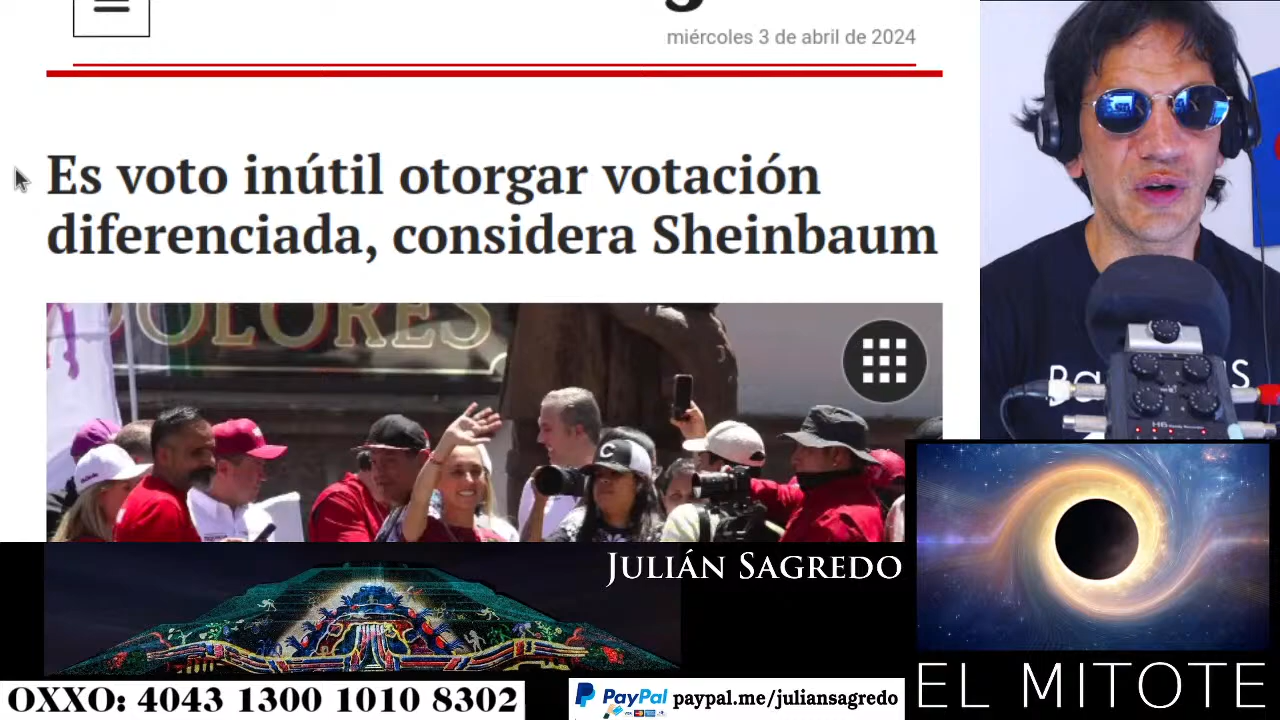 miércoles 3 de abril de 2024
Es voto inútil otorgar votación
diferenciada, considera Sheinbaum
DOLORES
C
H6
JULIÁN SAGREDO
EL MITOTE
OXXO: 4043 1300 1010 8302
PayPal paypal.me/juliansagredo